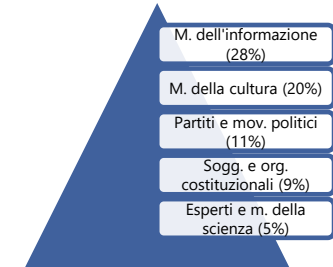 M. dell'informazione
(28%)
M. della cultura (20%)
Partiti e mov. politici
(11%)
Sogg. e org.
costituzionali (9%)
Esperti e m. della
scienza (5%)